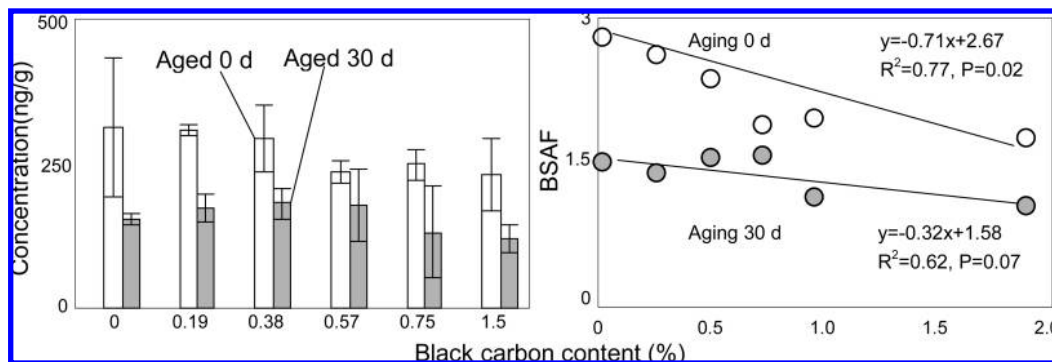 500
250
0
Concentration(ng/g)
Aged 0 d
Aged 30 d
0 0.19 0.38 0.57 0.75 1.5
3
1.5
0
BSAF
Aging 0 d
y=-0.71x+2.67
R²=0.77, P=0.02
Aging 30 d
y=-0.32x+1.58
R²=0.62, P=0.07
0 0.5 1.0 1.5 2.0
Black carbon content (%)